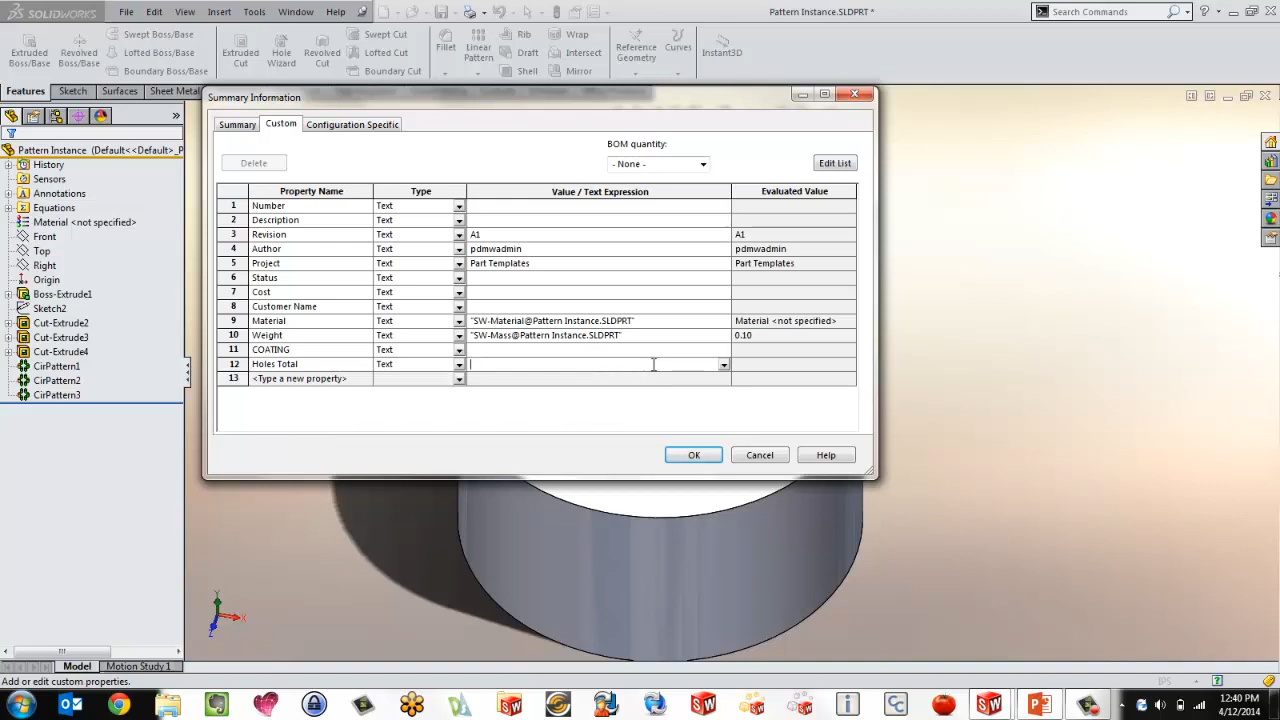 SOLIDWORKS File Edit View Insert Tools Window Help Pattern Instance.SLDPRT * Search Commands
Extruded Boss/Base
Revolved Boss/Base
Swept Boss/Base
Lofted Boss/Base
Boundary Boss/Base
Extruded Cut
Hole Wizard
Revolved Cut
Swept Cut
Lofted Cut
Boundary Cut
Fillet
Linear Pattern
Rib
Draft
Shell
Wrap
Intersect
Mirror
Reference Geometry
Curves
Instant3D
Features Sketch Surfaces Sheet Metal
Pattern Instance (Default<<Default>_P
History
Sensors
Annotations
Equations
Material <not specified>
Front
Top
Right
Origin
Boss-Extrude1
Sketch2
Cut-Extrude2
Cut-Extrude3
Cut-Extrude4
CirPattern1
CirPattern2
CirPattern3
Summary Information
Summary Custom Configuration Specific
BOM quantity:
Delete - None - Edit List
Property Name Type Value / Text Expression Evaluated Value
1 Number Text
2 Description Text
3 Revision Text A1 A1
4 Author Text pdmwadmin pdmwadmin
5 Project Text Part Templates Part Templates
6 Status Text
7 Cost Text
8 Customer Name Text
9 Material Text "SW-Material@Pattern Instance.SLDPRT" Material <not specified>
10 Weight Text "SW-Mass@Pattern Instance.SLDPRT" 0.10
11 COATING Text
12 Holes Total Text
13 <Type a new property>
OK Cancel Help
Y
X
Z
Model Motion Study 1
Add or edit custom properties. IPS
12:40 PM
4/12/2014